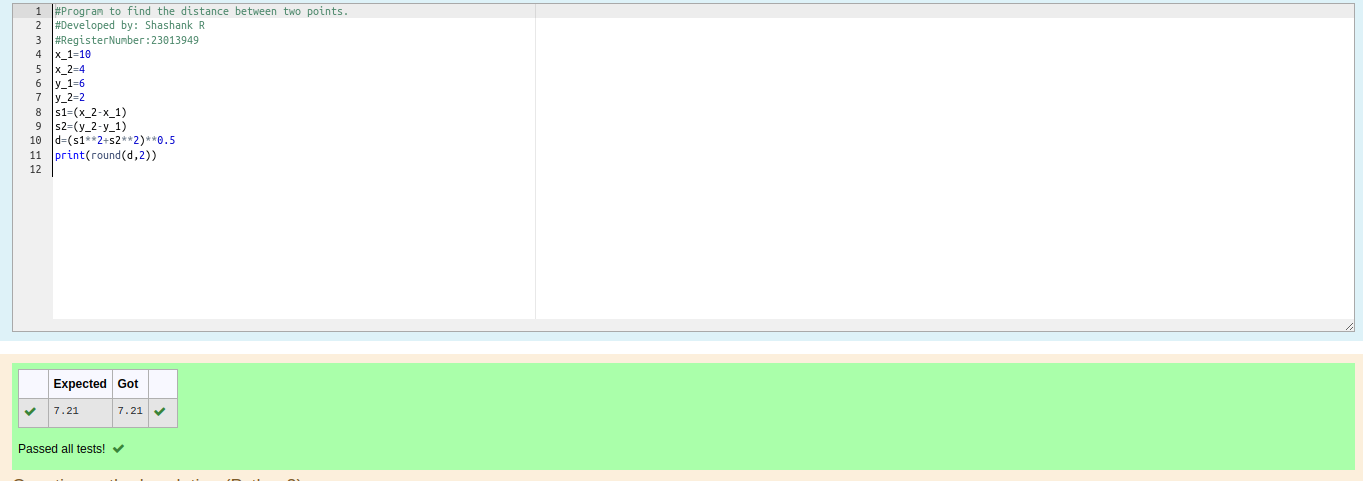 1 #Program to find the distance between two points.
2 #Developed by: Shashank R
3 #RegisterNumber:23013949
4 x_1=10
5 x_2=4
6 y_1=6
7 y_2=2
8 s1=(x_2-x_1)
9 s2=(y_2-y_1)
10 d=(s1**2+s2**2)**0.5
11 print(round(d,2))
12
Expected Got
7.21 7.21
Passed all tests!